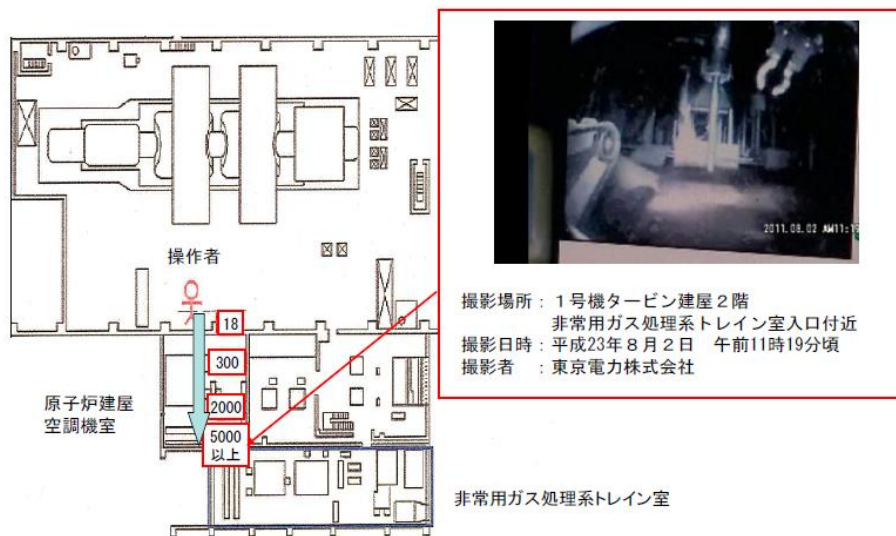 操作者
18
300
2000
5000
以上
原子炉建屋
空調機室
非常用ガス処理系トレイン室
2011.08.02 AM11:19
撮影場所：１号機タービン建屋２階
非常用ガス処理系トレイン室入口付近
撮影日時：平成23年８月２日　午前11時19分頃
撮影者　：東京電力株式会社